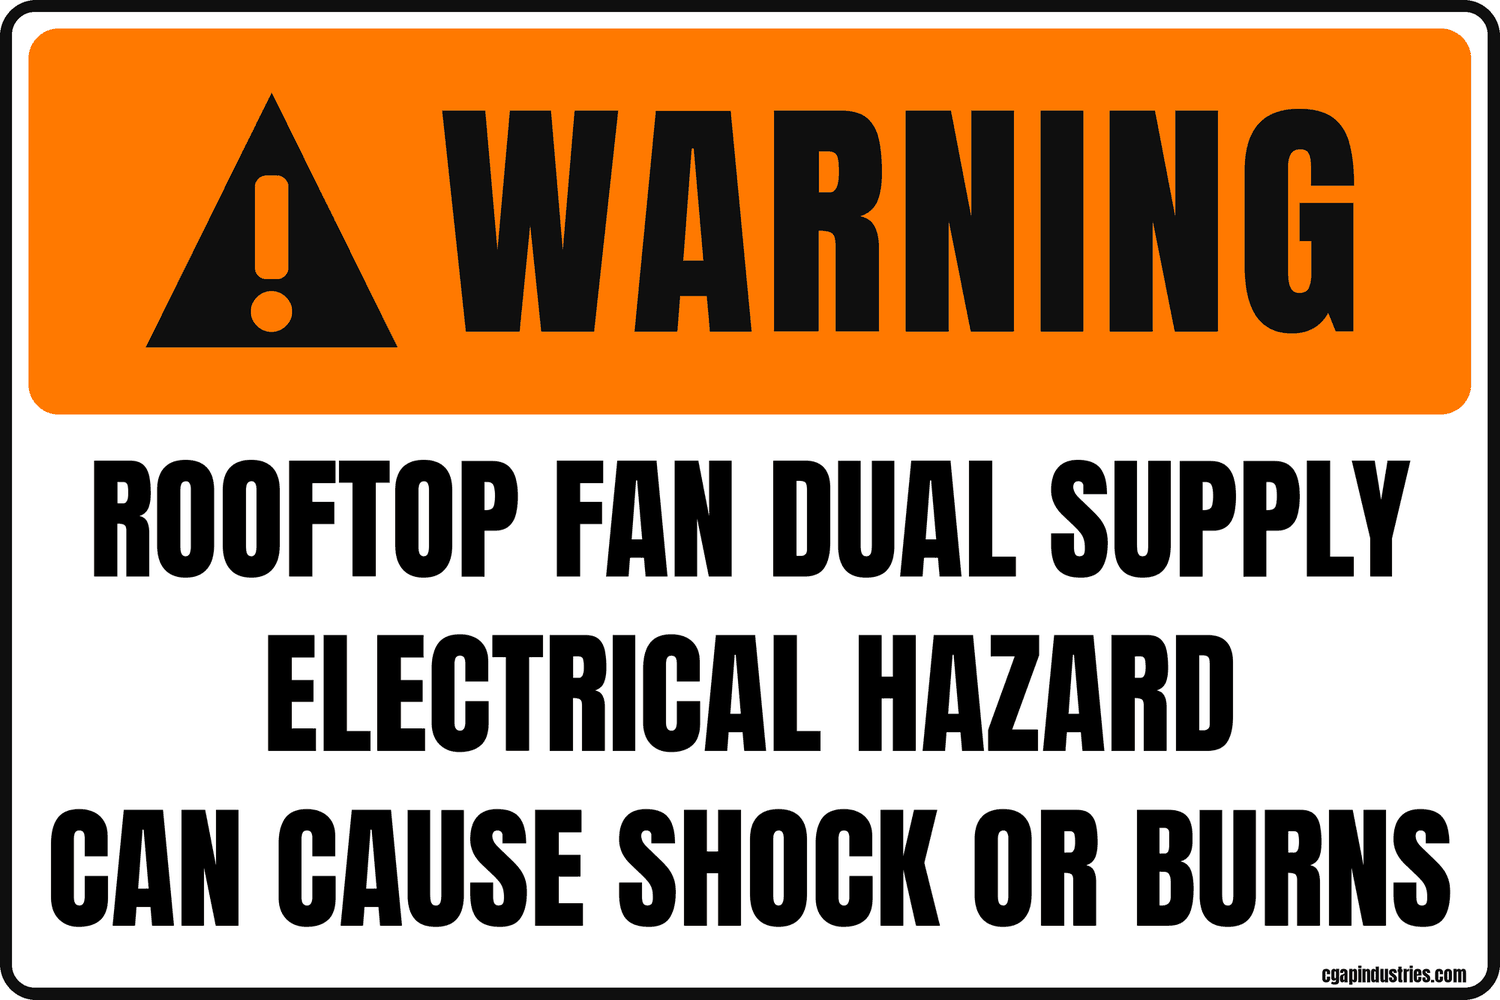 WARNING
ROOFTOP FAN DUAL SUPPLY
ELECTRICAL HAZARD
CAN CAUSE SHOCK OR BURNS
cgapindustries.com